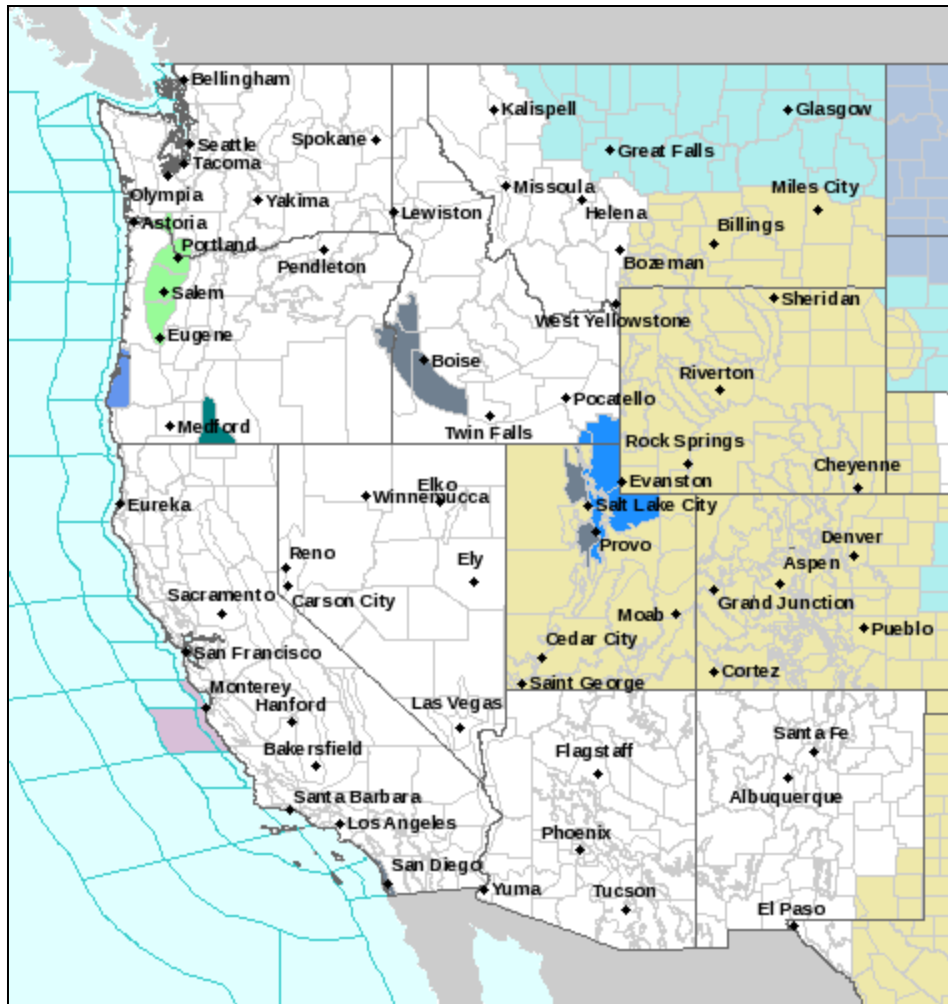 Bellingham
Kalispell
Glasgow
Seattle
Spokane
Great Falls
Tacoma
Olympia
Missoula
Miles City
Yakima
Lewiston
Helena
Astoria
Billings
Portland
Pendleton
Bozeman
Salem
Sheridan
West Yellowstone
Eugene
Boise
Riverton
Pocatello
Medford
Twin Falls
Rock Springs
Cheyenne
Elko
Evanston
Winnemucca
Eureka
Salt Lake City
Provo
Denver
Reno
Ely
Aspen
Carson City
Grand Junction
Sacramento
Moab
Pueblo
San Francisco
Cedar City
Cortez
Saint George
Monterey
Hanford
Las Vegas
Santa Fe
Bakersfield
Flagstaff
Albuquerque
Santa Barbara
Los Angeles
Phoenix
San Diego
Yuma
Tucson
El Paso